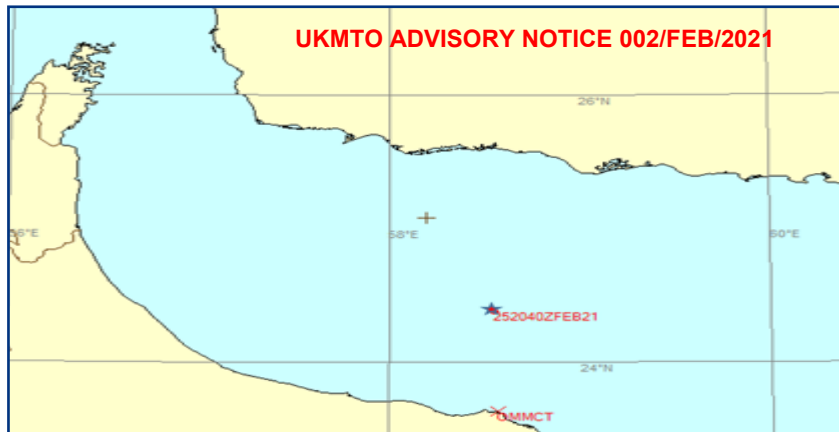 UKMTO ADVISORY NOTICE 002/FEB/2021
26°N
56°E
58°E
60°E
252040ZFEB21
24°N
OMMCT